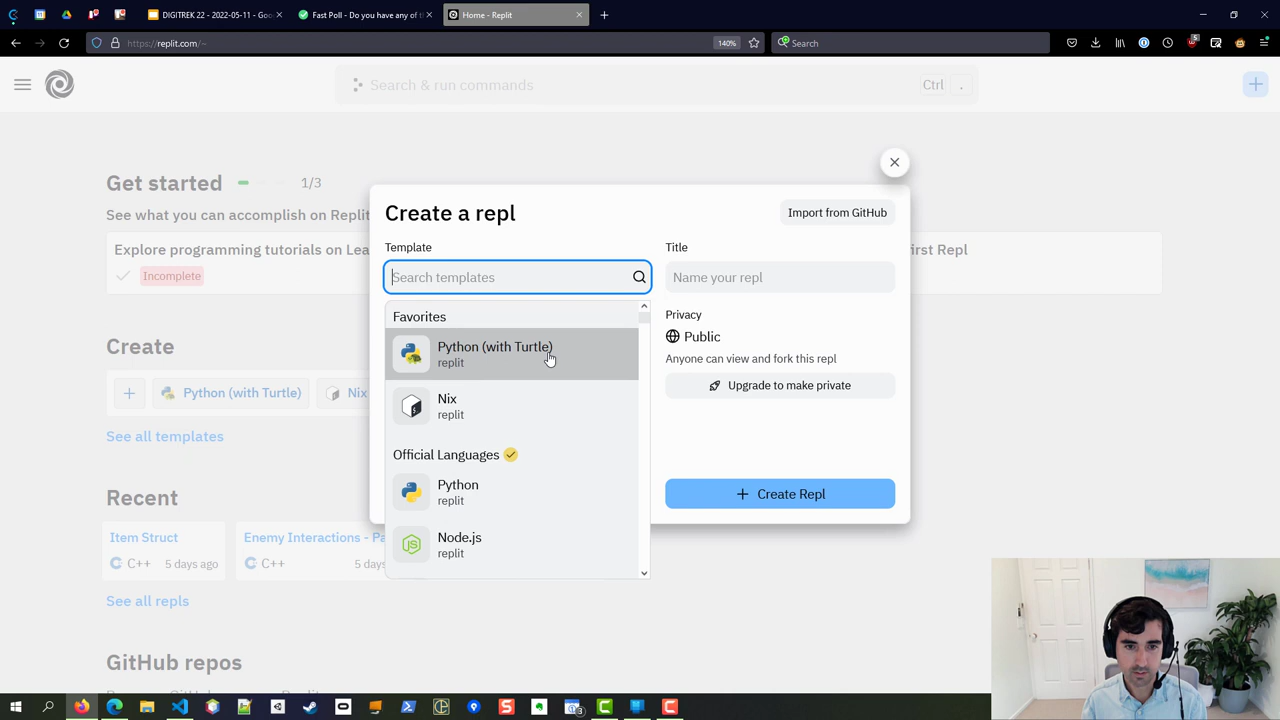 DIGITREK 22 - 2022-05-11 - Goo
Fast Poll - Do you have any of th
Home - Replit
https://replit.com/~
140%
Search
5
Search & run commands
Ctrl .
Get started
1/3
See what you can accomplish on Replit
Explore programming tutorials on Lea
irst Repl
Incomplete
Create a repl
Import from GitHub
Template
Title
Search templates
Name your repl
Favorites
Privacy
Public
Python (with Turtle)
replit
Anyone can view and fork this repl
Upgrade to make private
Nix
replit
Official Languages
Python
replit
Create Repl
Node.js
replit
Create
Python (with Turtle)
Nix
See all templates
Recent
Item Struct
C++ 5 days ago
Enemy Interactions - Pa
C++ 5 days
See all repls
GitHub repos
3